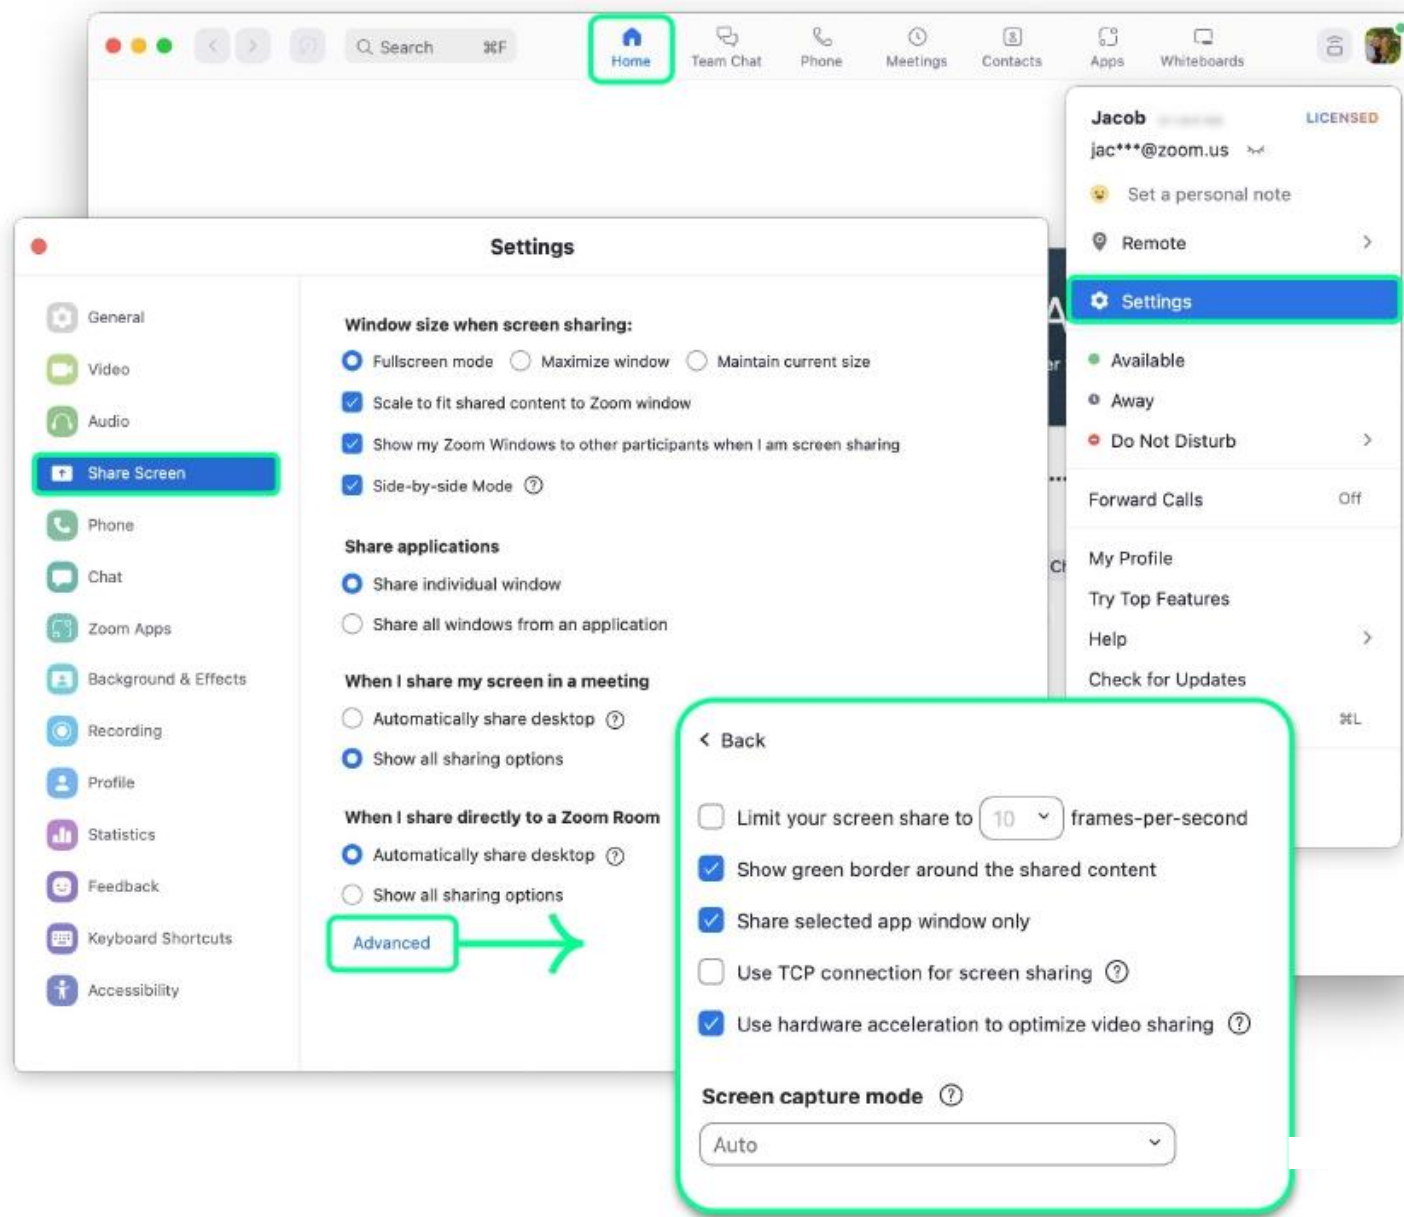 Search ⌘F
Home
Team Chat
Phone
Meetings
Contacts
Apps
Whiteboards
Jacob LICENSED
jac***@zoom.us
Set a personal note
Remote
Settings
Available
Away
Do Not Disturb
Forward Calls Off
My Profile
Try Top Features
Help
Check for Updates
⌘L
Settings
General
Video
Audio
Share Screen
Phone
Chat
Zoom Apps
Background & Effects
Recording
Profile
Statistics
Feedback
Keyboard Shortcuts
Accessibility
Window size when screen sharing:
Fullscreen mode Maximize window Maintain current size
Scale to fit shared content to Zoom window
Show my Zoom Windows to other participants when I am screen sharing
Side-by-side Mode
Share applications
Share individual window
Share all windows from an application
When I share my screen in a meeting
Automatically share desktop
Show all sharing options
When I share directly to a Zoom Room
Automatically share desktop
Show all sharing options
Advanced
< Back
Limit your screen share to 10 frames-per-second
Show green border around the shared content
Share selected app window only
Use TCP connection for screen sharing
Use hardware acceleration to optimize video sharing
Screen capture mode
Auto